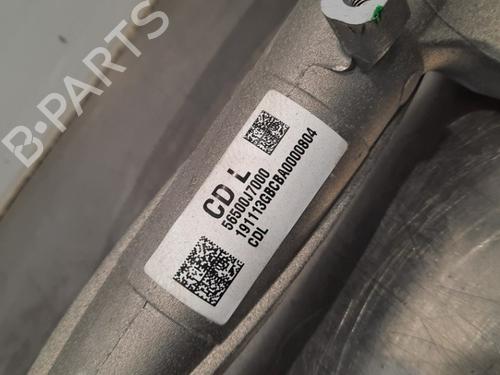 B-PARTS
CD L
56500J7000
191113GBCBA0000804
CDL